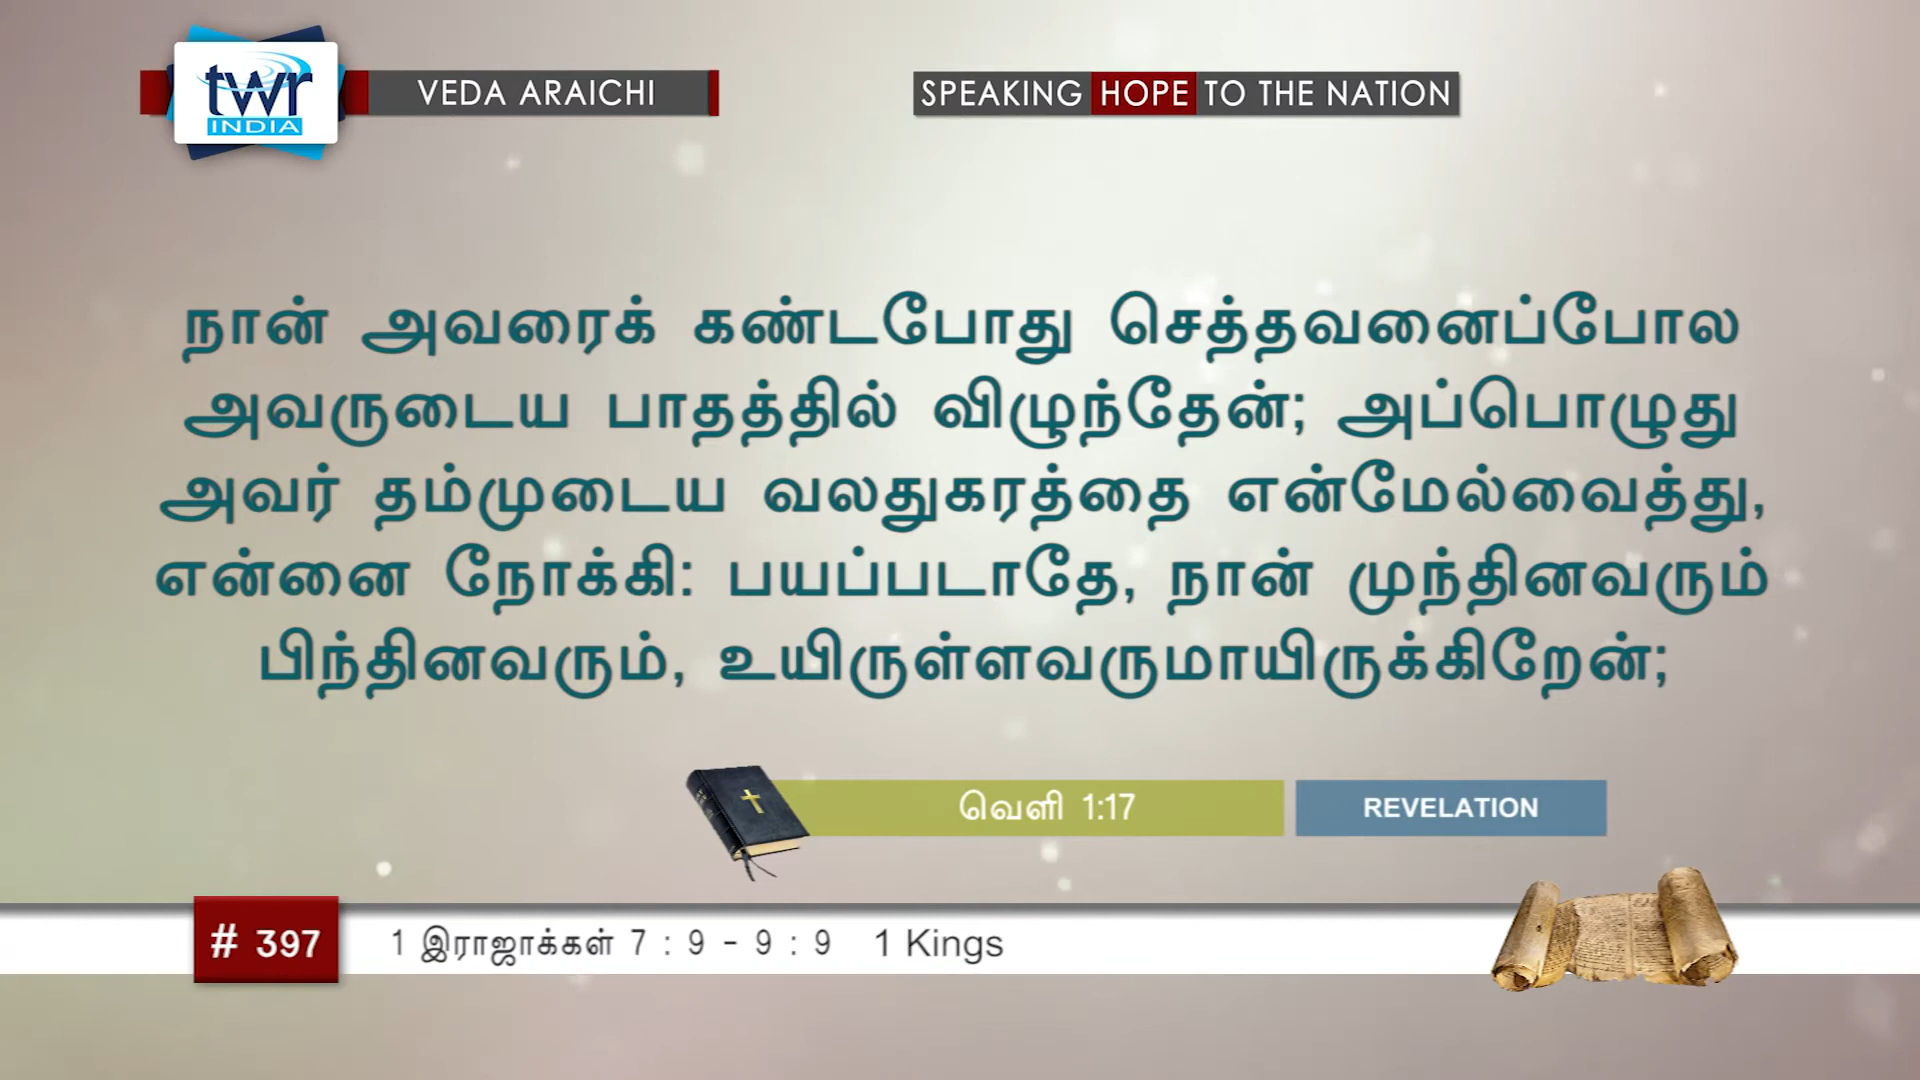 twr
INDIA
VEDA ARAICHI
SPEAKING HOPE TO THE NATION
நான் அவரைக் கண்டபோது செத்தவனைப்போல
அவருடைய பாதத்தில் விழுந்தேன்; அப்பொழுது
அவர் தம்முடைய வலதுகரத்தை என்மேல்வைத்து,
என்னை நோக்கி: பயப்படாதே, நான் முந்தினவரும்
பிந்தினவரும், உயிருள்ளவருமாயிருக்கிறேன்;
வெளி 1:17
REVELATION
# 397
1 இராஜாக்கள் 7 : 9 - 9 : 9 1 Kings